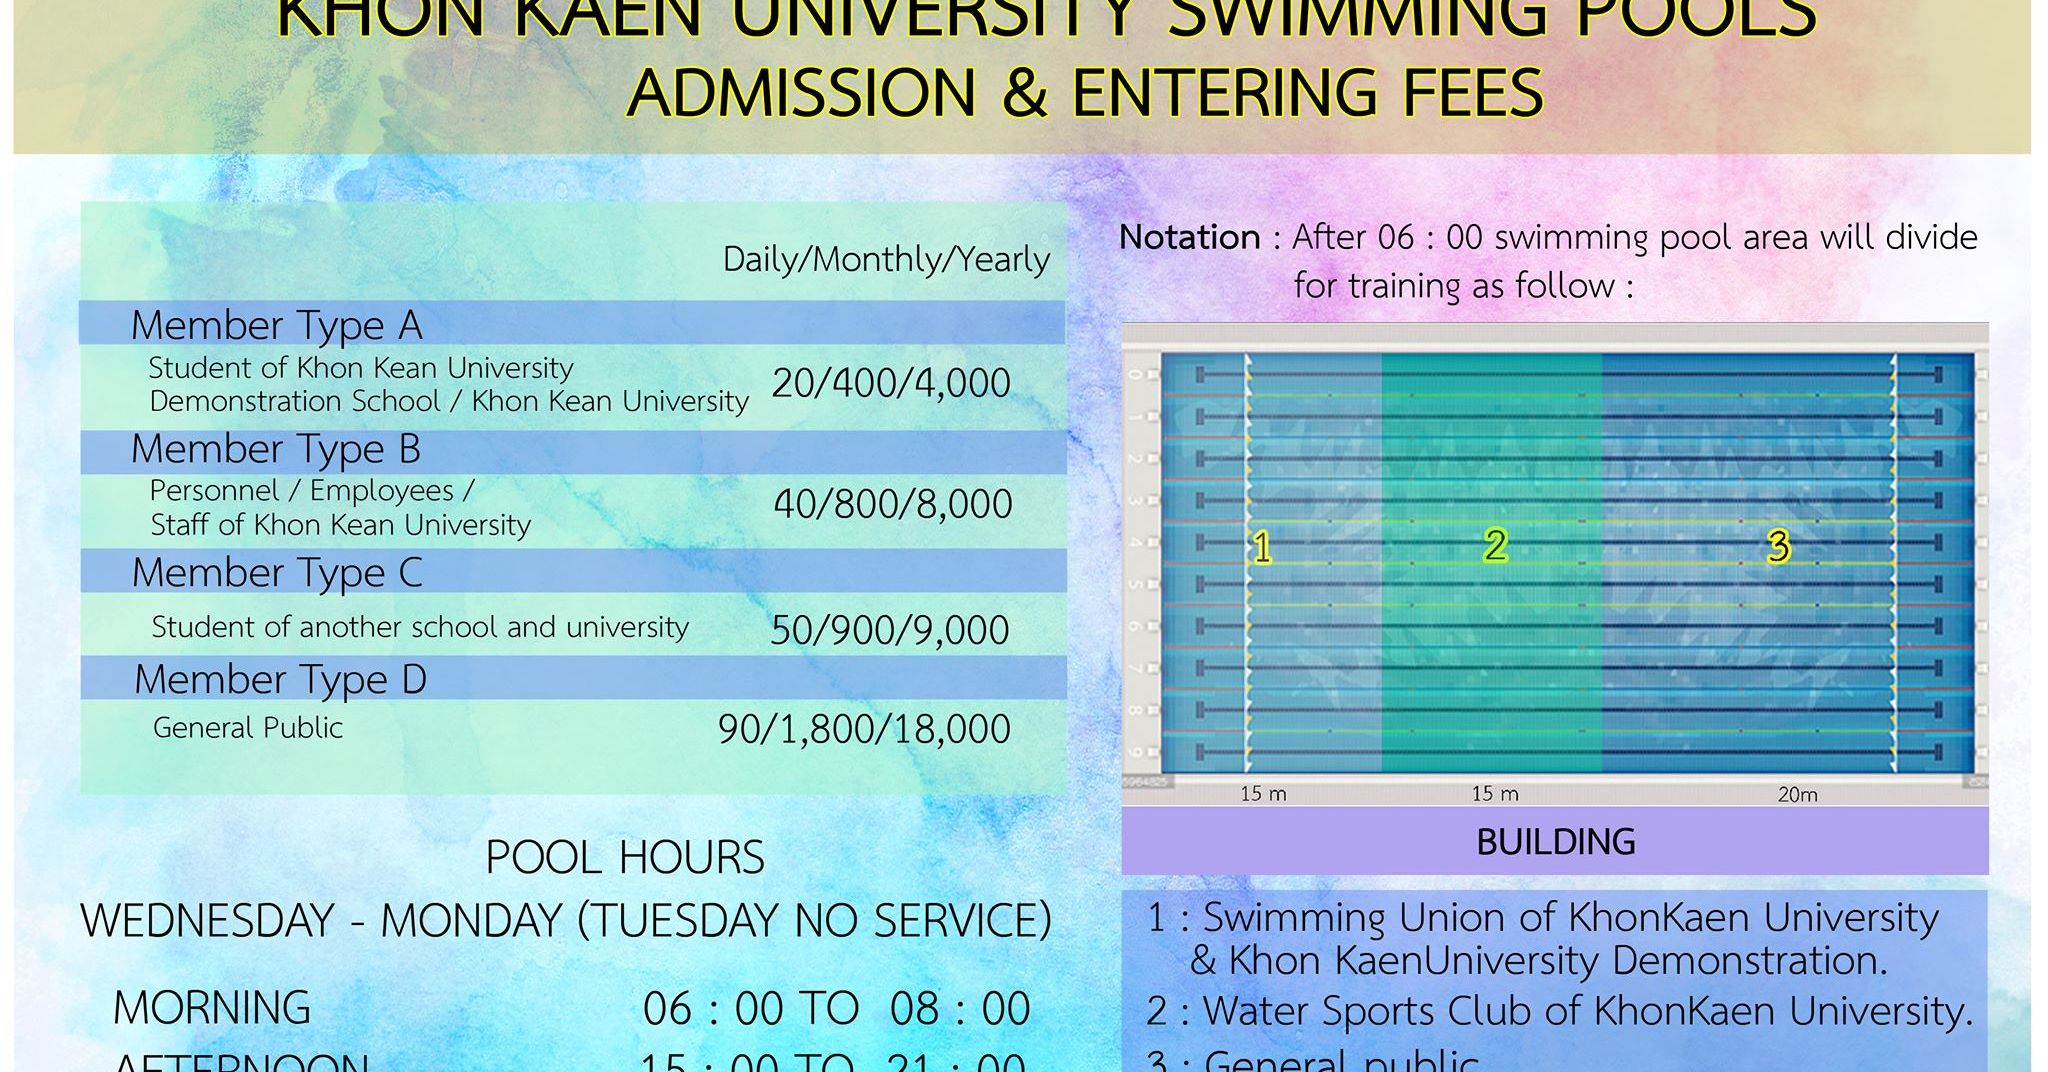 KHON KAEN UNIVERSITY SWIMMING POOLS
ADMISSION & ENTERING FEES
Daily/Monthly/Yearly
Member Type A
Student of Khon Kean University
Demonstration School / Khon Kean University
20/400/4,000
Member Type B
Personnel / Employees /
Staff of Khon Kean University
40/800/8,000
Member Type C
Student of another school and university
50/900/9,000
Member Type D
General Public
90/1,800/18,000
POOL HOURS
WEDNESDAY - MONDAY (TUESDAY NO SERVICE)
MORNING 06 : 00 TO 08 : 00
AFTERNOON 15 : 00 TO 21 : 00
Notation : After 06 : 00 swimming pool area will divide
for training as follow :
0
1
2
3
4
5
6
7
8
9
1 2 3
15 m 15 m 20m
BUILDING
1 : Swimming Union of KhonKaen University
& Khon KaenUniversity Demonstration.
2 : Water Sports Club of KhonKaen University.
3 : General public